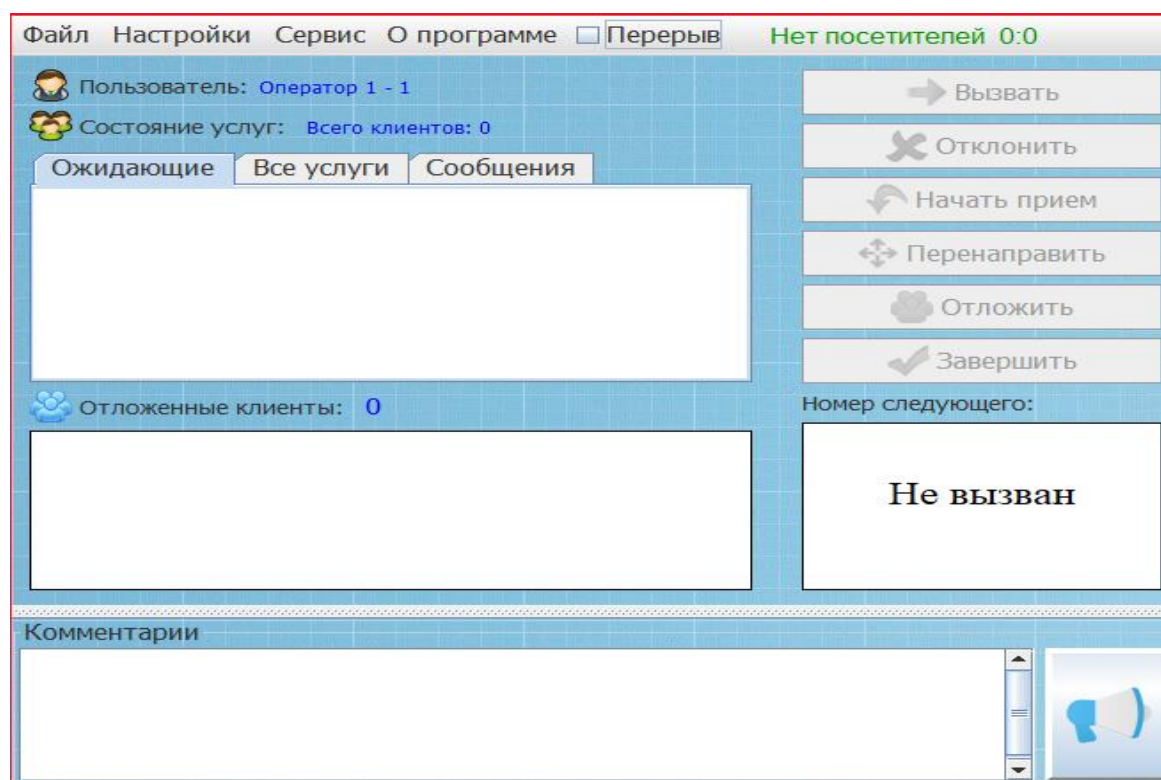 Файл Настройки Сервис О программе Перерыв Нет посетителей 0:0
Пользователь: Оператор 1 - 1
Состояние услуг: Всего клиентов: 0
Ожидающие Все услуги Сообщения
Вызвать
Отклонить
Начать прием
Перенаправить
Отложить
Завершить
Отложенные клиенты: 0
Номер следующего:
Не вызван
Комментарии